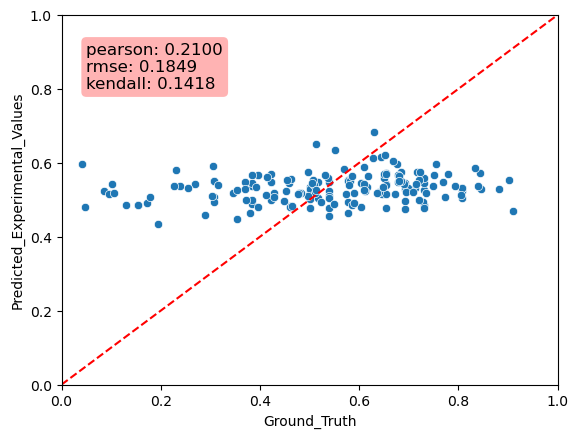 pearson: 0.2100
rmse: 0.1849
kendall: 0.1418
Predicted_Experimental_Values
1.0
0.8
0.6
0.4
0.2
0.0
0.0 0.2 0.4 0.6 0.8 1.0
Ground_Truth